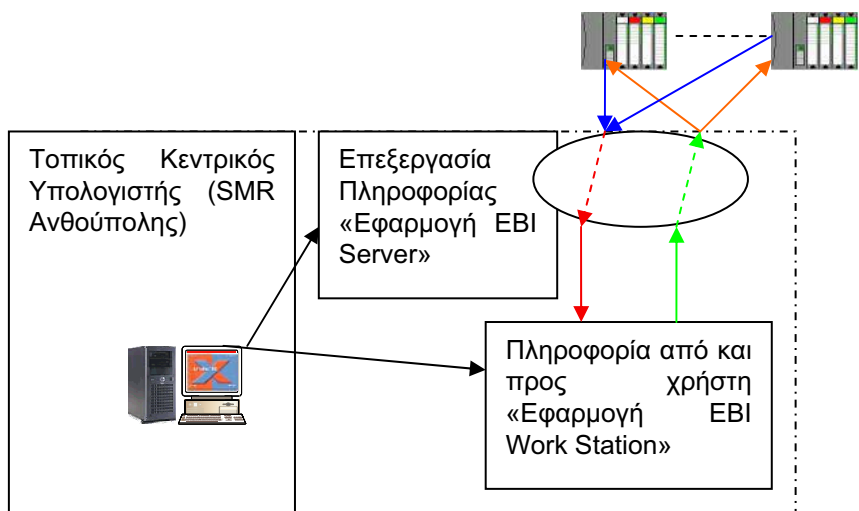 Τοπικός Κεντρικός
Υπολογιστής (SMR
Ανθούπολης)
Επεξεργασία
Πληροφορίας
«Εφαρμογή EBI
Server»
Πληροφορία από και
προς χρήστη
«Εφαρμογή EBI
Work Station»